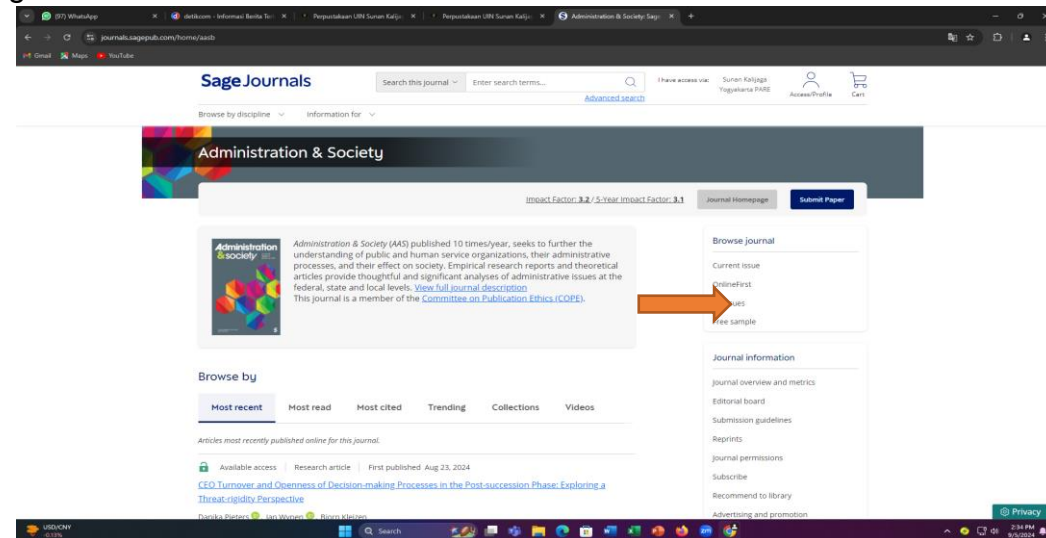 (97) WhatsApp
detikcom - Informasi Berita Ter
Perpustakaan UIN Sunan Kalija
Perpustakaan UIN Sunan Kalija
Administration & Society: Sage
journals.sagepub.com/home/aasb
Gmail
Maps
YouTube
Sage Journals
Search this journal
Enter search terms...
Advanced search
I have access via:
Sunan Kalijaga
Yogyakarta PARE
Access/Profile
Cart
Browse by discipline
Information for
Administration & Society
Impact Factor: 3.2 / 5-Year Impact Factor: 3.1
Journal Homepage
Submit Paper
Administration
& society
Administration & Society (AAS) published 10 times/year, seeks to further the
understanding of public and human service organizations, their administrative
processes, and their effect on society. Empirical research reports and theoretical
articles provide thoughtful and significant analyses of administrative issues at the
federal, state and local levels. View full journal description
This journal is a member of the Committee on Publication Ethics (COPE).
Browse journal
Current issue
OnlineFirst
ues
Free sample
Browse by
Most recent
Most read
Most cited
Trending
Collections
Videos
Articles most recently published online for this journal.
Available access
Research article
First published Aug 23, 2024
CEO Turnover and Openness of Decision-making Processes in the Post-succession Phase: Exploring a
Threat-rigidity Perspective
Danika Pieters
Jan Wynen
Bjorn Kleizen
Journal information
Journal overview and metrics
Editorial board
Submission guidelines
Reprints
Journal permissions
Subscribe
Recommend to library
Advertising and promotion
Privacy
USD/CNY
-0.13%
Search
2:34 PM
9/5/2024